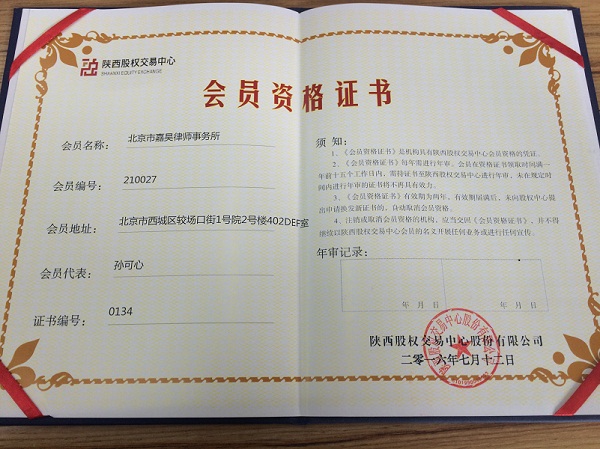 陕西股权交易中心
SHAANXI EQUITY EXCHANGE
会员资格证书
会员名称： 北京市嘉昊律师事务所
会员编号： 210027
会员地址： 北京市西城区较场口街1号院2号楼402DEF室
会员代表： 孙可心
证书编号： 0134
须 知：
1、《会员资格证书》是机构具有陕西股权交易中心会员资格的凭证。
2、《会员资格证书》每年需进行年审。会员在资格证书领取时间满一
年前十五个工作日内，需持证书至陕西股权交易中心进行年审，未在规定时
间内进行年审的证书将不再具有效力。
3、《会员资格证书》有效期为两年，有效期届满后，未向股权中心提
出申请换发新证书的，自动取消会员资格。
4、注销或取消会员资格的机构，应当交回《会员资格证书》，并不得
继续以陕西股权交易中心会员的名义开展任何业务或进行任何宣传。
年审记录：
年 月 日
年 月 日
陕西股权交易中心股份有限公司
二零一六年七月十二日